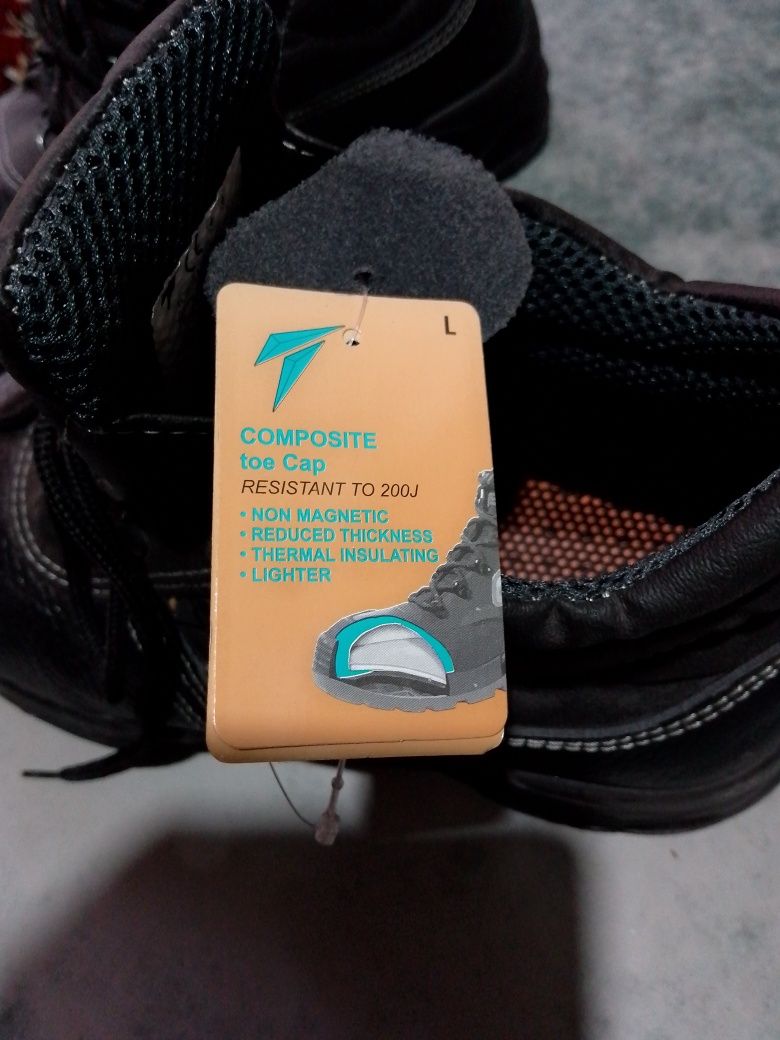 L
COMPOSITE
toe Cap
RESISTANT TO 200J
• NON MAGNETIC
• REDUCED THICKNESS
• THERMAL INSULATING
• LIGHTER